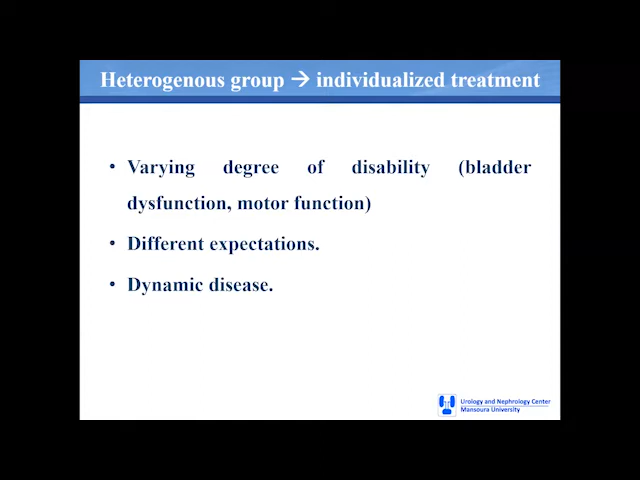 Heterogenous group → individualized treatment
• Varying degree of disability (bladder
dysfunction, motor function)
• Different expectations.
• Dynamic disease.
Urology and Nephrology Center
Mansoura University